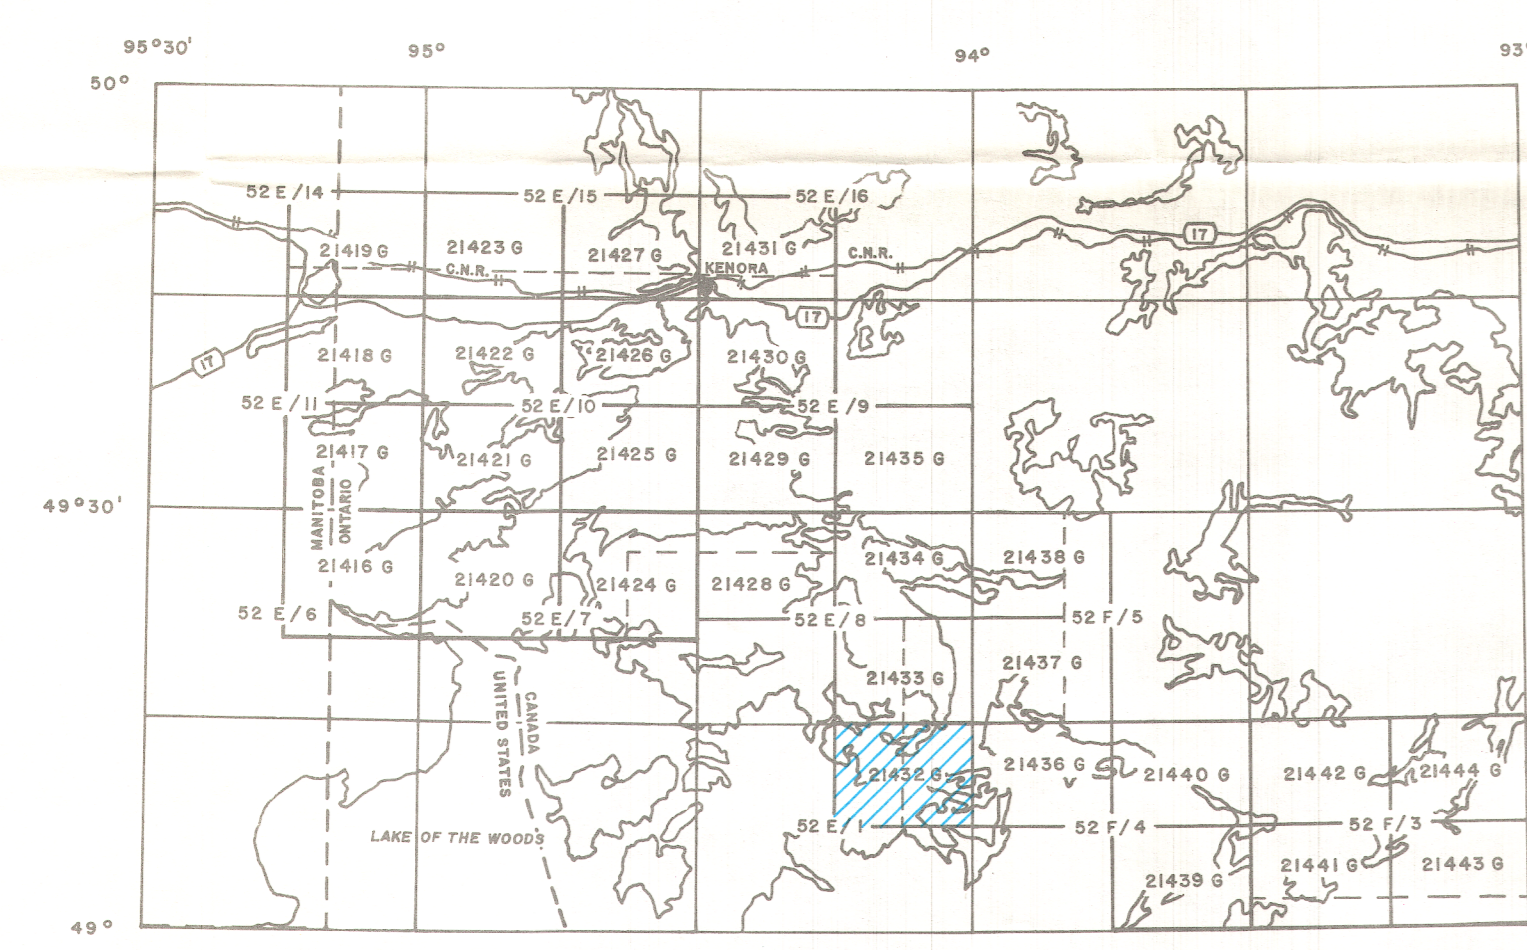 95°30' 95° 94° 93°
50°
52 E/14 52 E/15 52 E/16
17
21419 G 21423 G 21427 G 21431 G C.N.R.
C.N.R. KENORA
17
17 21418 G 21422 G 21426 G 21430 G
52 E/11 52 E/10 52 E/9
21417 G 21421 G 21425 G 21429 G 21435 G
49°30'
MANITOBA
ONTARIO
21416 G 21420 G 21424 G 21428 G 21434 G 21438 G
52 E/6 52 E/7 52 E/8 52 F/5
21433 G 21437 G
CANADA
UNITED STATES
21432 G 21436 G 21440 G 21442 G 21444 G
LAKE OF THE WOODS 52 E/1 52 F/4 52 F/3
21439 G 21441 G 21443 G
49°